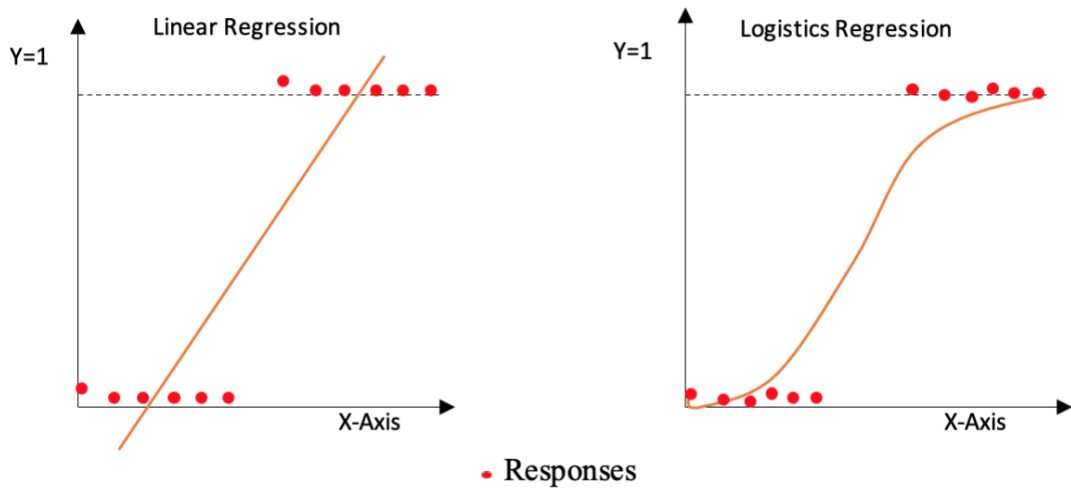 Linear Regression
Y=1
X-Axis
Logistics Regression
Y=1
X-Axis
Responses